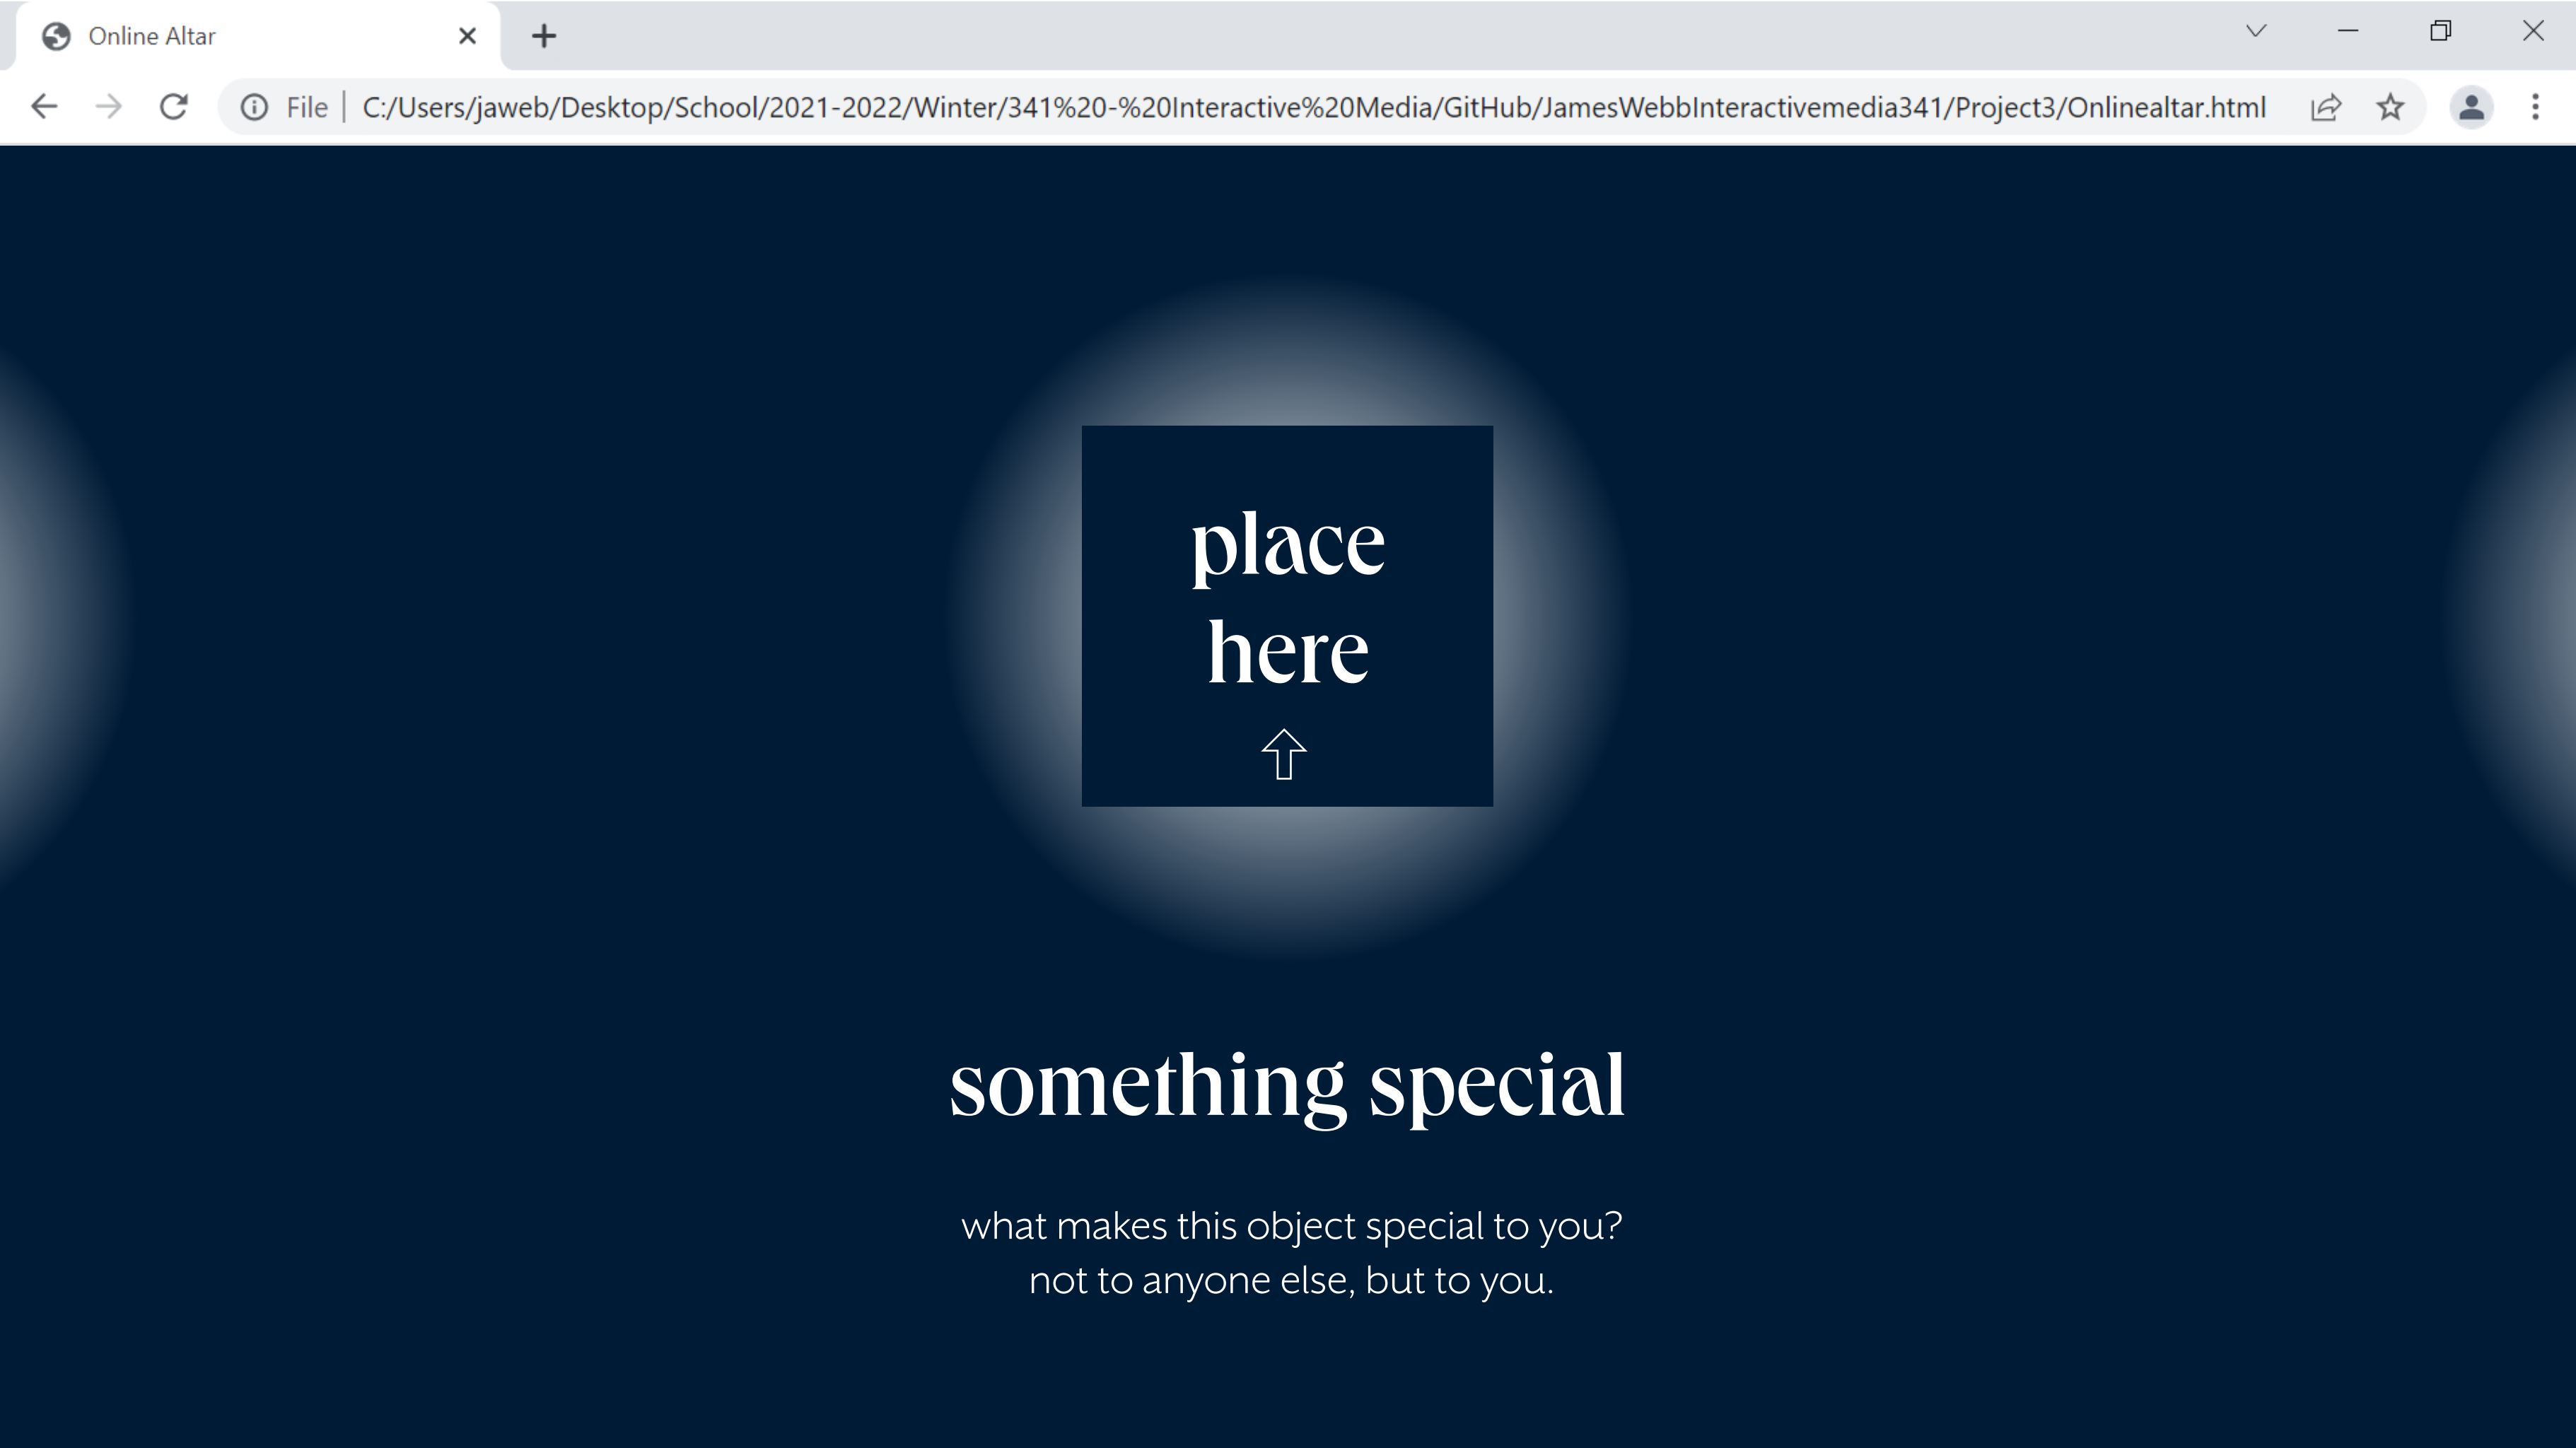 Online Altar
File C:/Users/jaweb/Desktop/School/2021-2022/Winter/341%20-%20Interactive%20Media/GitHub/JamesWebbInteractivemedia341/Project3/Onlinealtar.html
place
here
something special
what makes this object special to you?
not to anyone else, but to you.